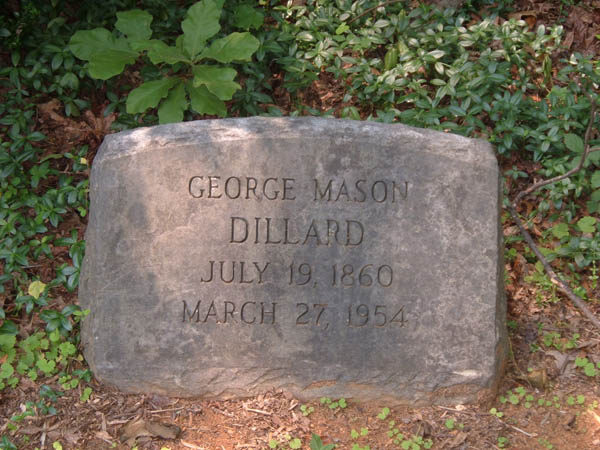 GEORGE MASON
DILLARD
JULY 19, 1860
MARCH 27, 1954